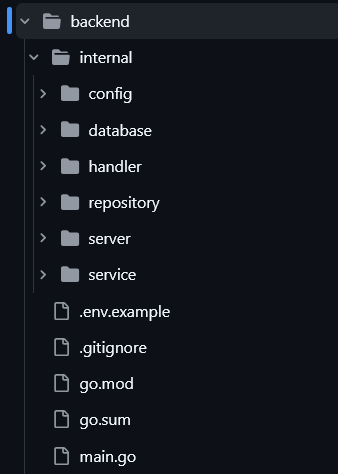 backend
internal
config
database
handler
repository
server
service
.env.example
.gitignore
go.mod
go.sum
main.go